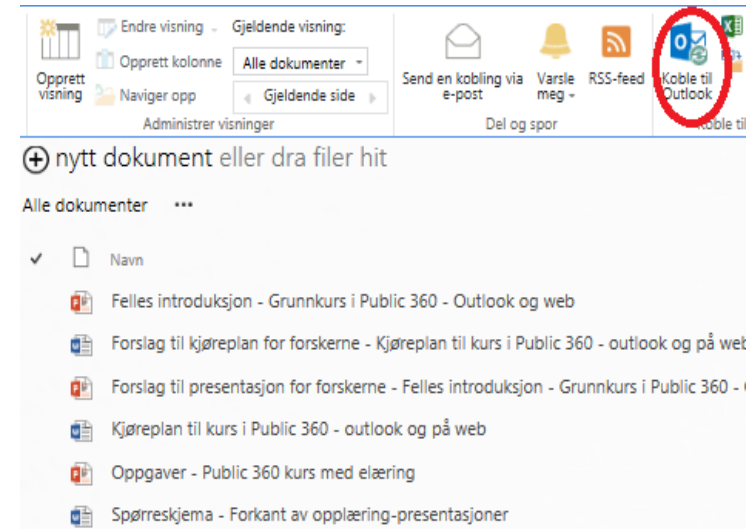 Endre visning
Gjeldende visning:
Opprett kolonne
Alle dokumenter
Opprett
visning
Naviger opp
Gjeldende side
Send en kobling via
e-post
Varsle
meg
RSS-feed
Koble til
Outlook
Administrer visninger
Del og spor
Koble til
nytt dokument eller dra filer hit
Alle dokumenter ...
Navn
Felles introduksjon - Grunnkurs i Public 360 - Outlook og web
Forslag til kjøreplan for forskerne - Kjøreplan til kurs i Public 360 - outlook og på web
Forslag til presentasjon for forskerne - Felles introduksjon - Grunnkurs i Public 360 -
Kjøreplan til kurs i Public 360 - outlook og på web
Oppgaver - Public 360 kurs med elæring
Spørreskjema - Forkant av opplæring-presentasjoner